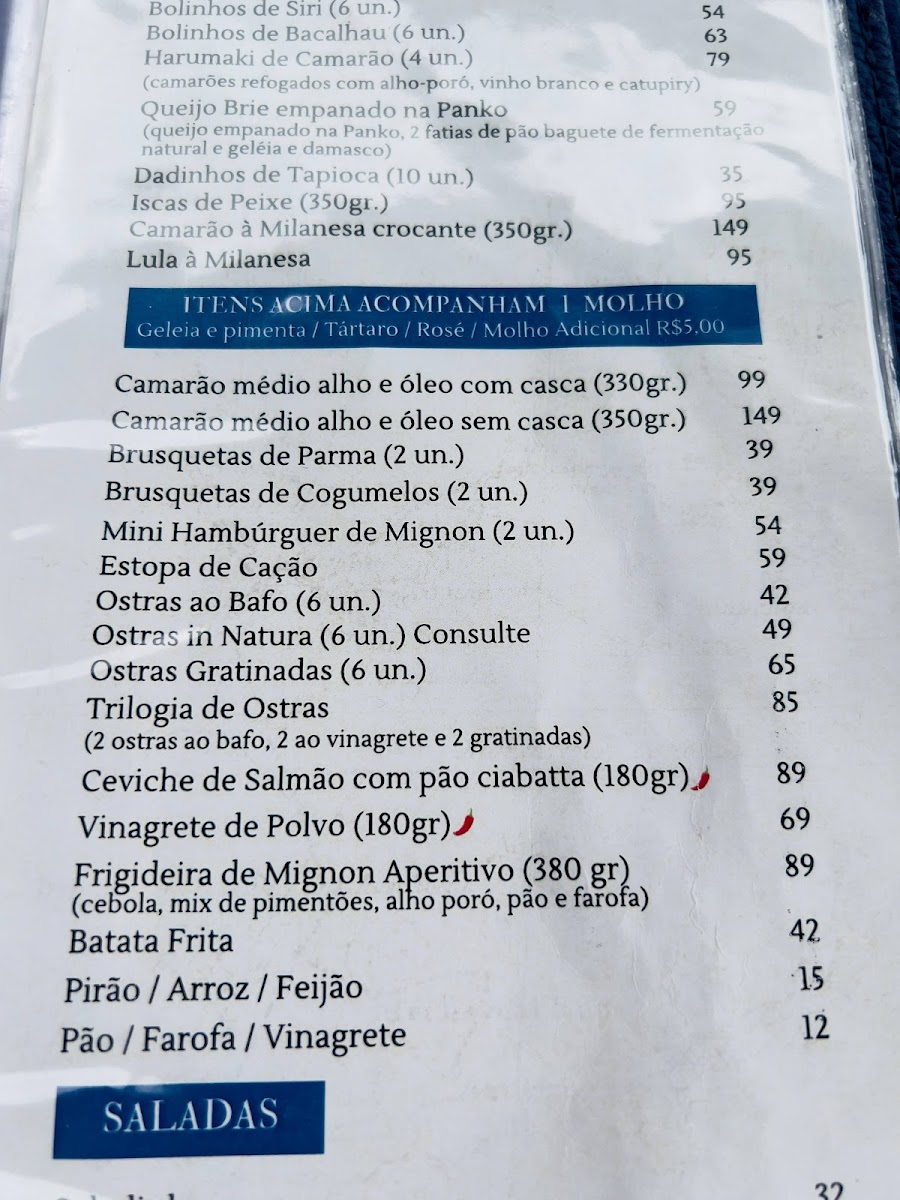 Bolinhos de Siri (6 un.) 54
Bolinhos de Bacalhau (6 un.) 63
Harumaki de Camarão (4 un.) 79
(camarões refogados com alho-poró, vinho branco e catupiry)
Queijo Brie empanado na Panko 59
(queijo empanado na Panko, 2 fatias de pão baguete de fermentação
natural e geléia e damasco)
Dadinhos de Tapioca (10 un.) 35
Iscas de Peixe (350gr.) 95
Camarão à Milanesa crocante (350gr.) 149
Lula à Milanesa 95
ITENS ACIMA ACOMPANHAM | MOLHO
Geleia e pimenta / Tártaro / Rosé / Molho Adicional R$5,00
Camarão médio alho e óleo com casca (330gr.) 99
Camarão médio alho e óleo sem casca (350gr.) 149
Brusquetas de Parma (2 un.) 39
Brusquetas de Cogumelos (2 un.) 39
Mini Hambúrguer de Mignon (2 un.) 54
Estopa de Cação 59
Ostras ao Bafo (6 un.) 42
Ostras in Natura (6 un.) Consulte 49
Ostras Gratinadas (6 un.) 65
Trilogia de Ostras 85
(2 ostras ao bafo, 2 ao vinagrete e 2 gratinadas)
Ceviche de Salmão com pão ciabatta (180gr) 89
Vinagrete de Polvo (180gr) 69
Frigideira de Mignon Aperitivo (380 gr) 89
(cebola, mix de pimentões, alho poró, pão e farofa)
Batata Frita 42
Pirão / Arroz / Feijão 15
Pão / Farofa / Vinagrete 12
SALADAS
32